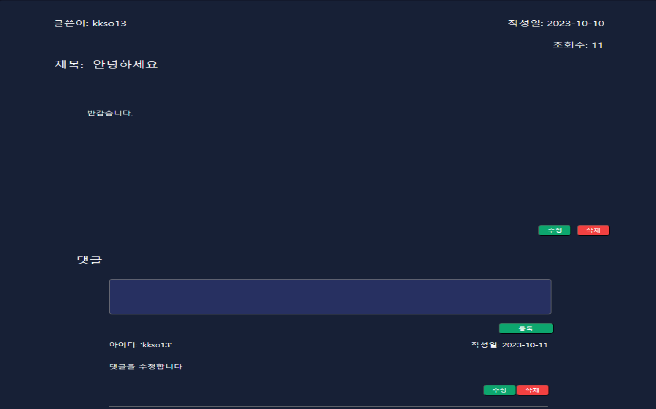 글쓴이: kkso13
작성일: 2023-10-10
조회수: 11
제목: 안녕하세요
반갑습니다.
수정 삭제
댓글
등록
아이디: 'kkso13'
작성일: 2023-10-11
댓글을 수정합니다
수정 삭제